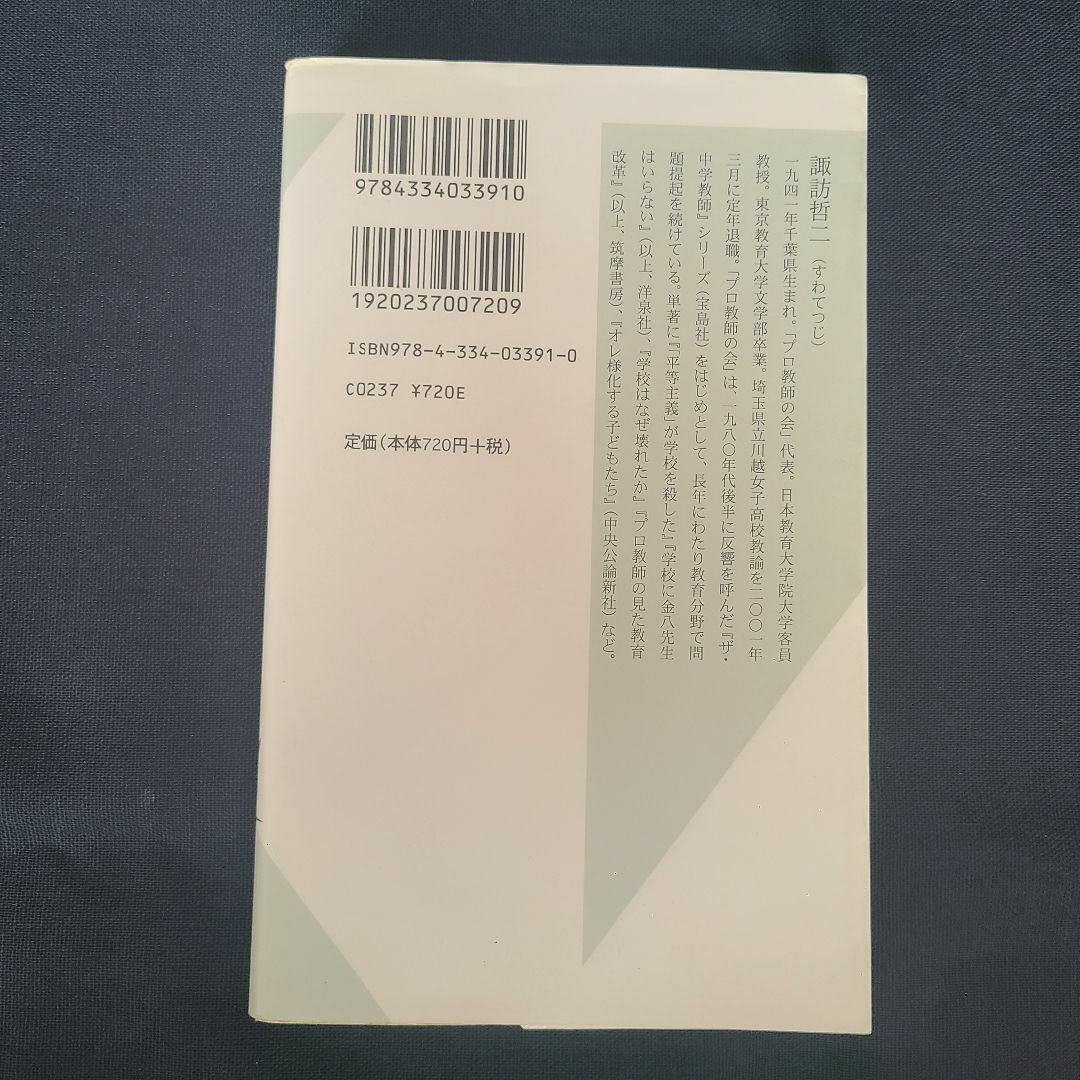 諏訪哲二（すわてつじ）
一九四一年千葉県生まれ。「プロ教師の会」代表。日本教育大学院大学客員
教授。東京教育大学文学部卒業。埼玉県立川越女子高校教諭を二〇〇一年
三月に定年退職。「プロ教師の会」は、一九八〇年代後半に反響を呼んだ『ザ・
中学教師』シリーズ（宝島社）をはじめとして、長年にわたり教育分野で問
題提起を続けている。単著に『「平等主義」が学校を殺した』『学校に金八先生
はいらない』（以上、洋泉社）、『学校はなぜ壊れたか』『プロ教師の見た教育
改革』（以上、筑摩書房）、『オレ様化する子どもたち』（中央公論新社）など。
9784334033910
1920237007209
ISBN978-4-334-03391-0
C0237 ¥720E
定価（本体720円＋税）